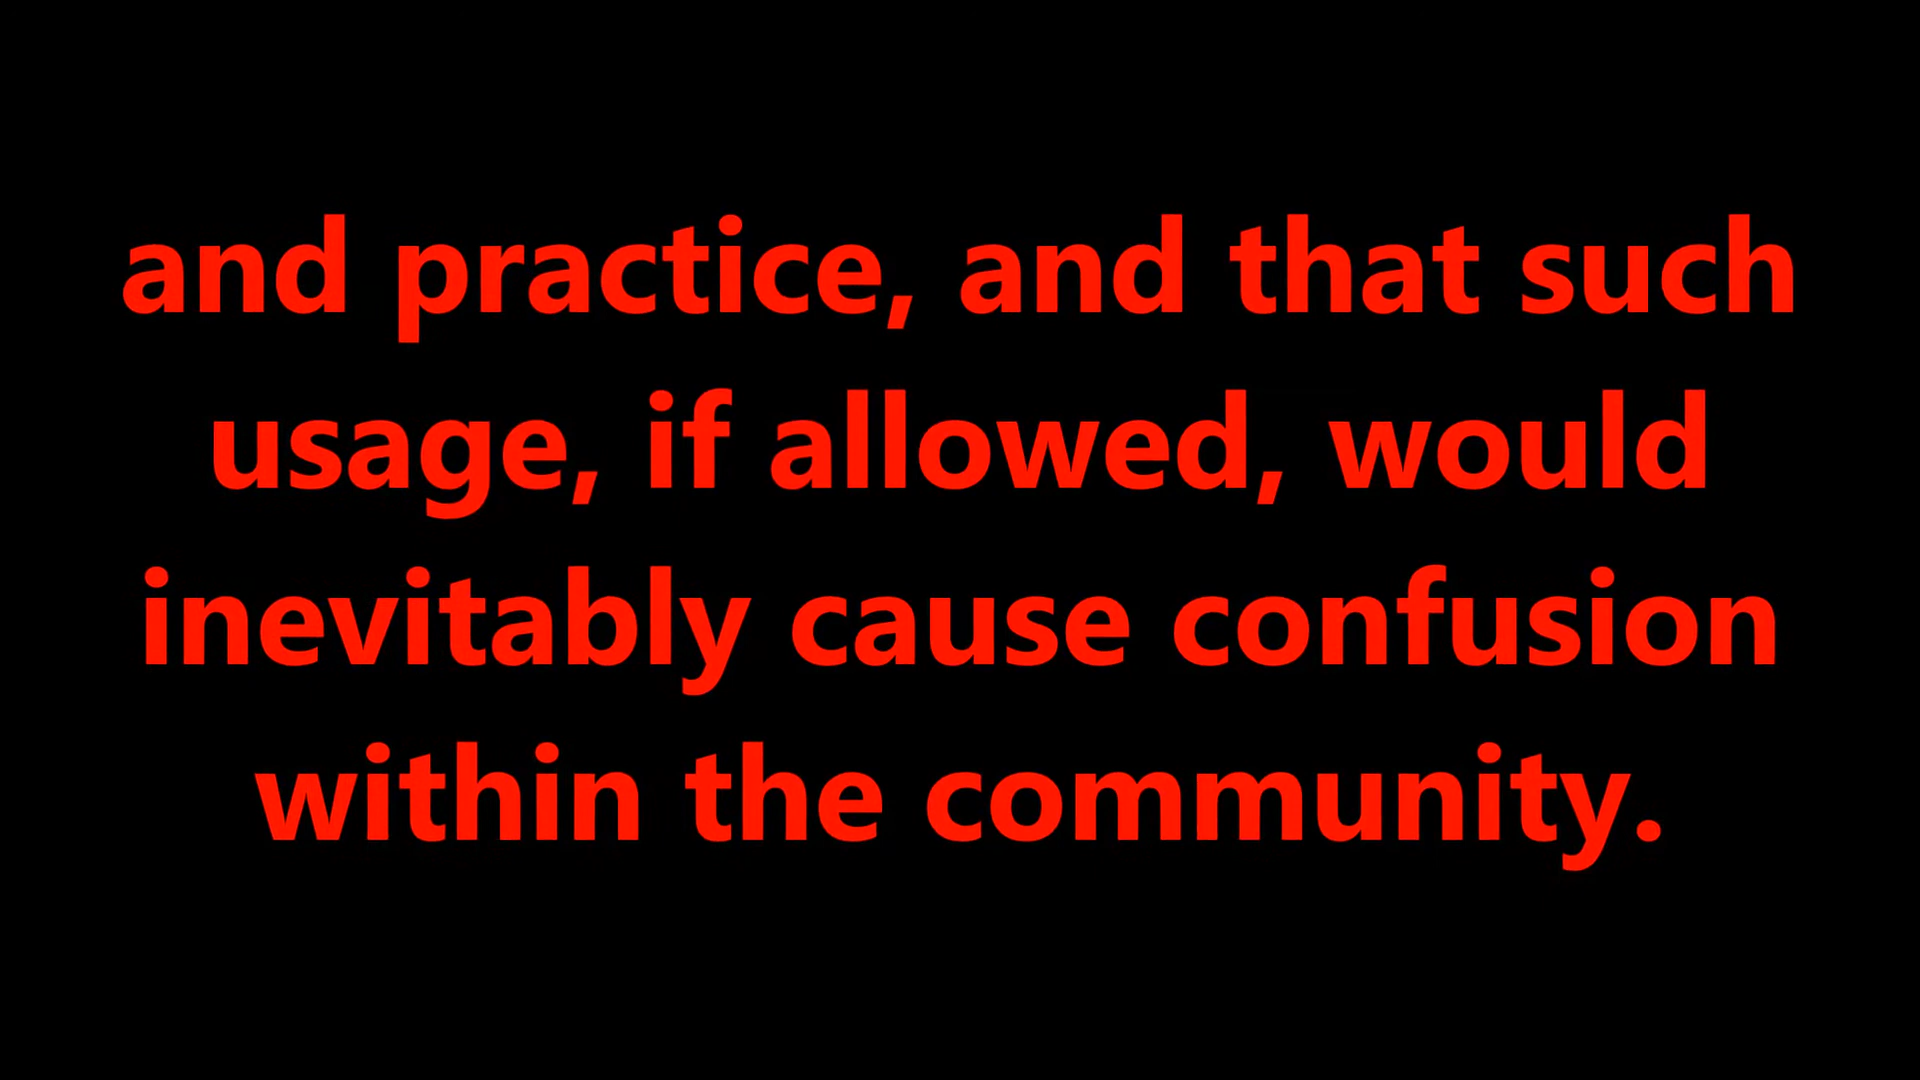 and practice, and that such
usage, if allowed, would
inevitably cause confusion
within the community.